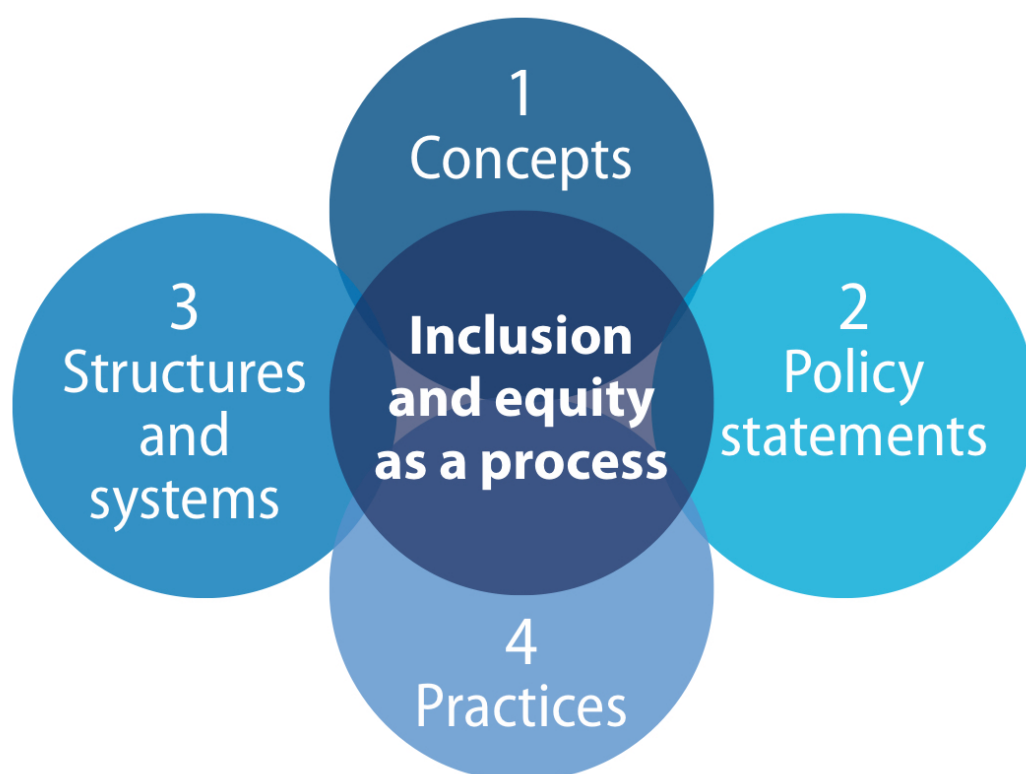 1
Concepts
2
Policy
statements
3
Structures
and
systems
Inclusion
and equity
as a process
4
Practices